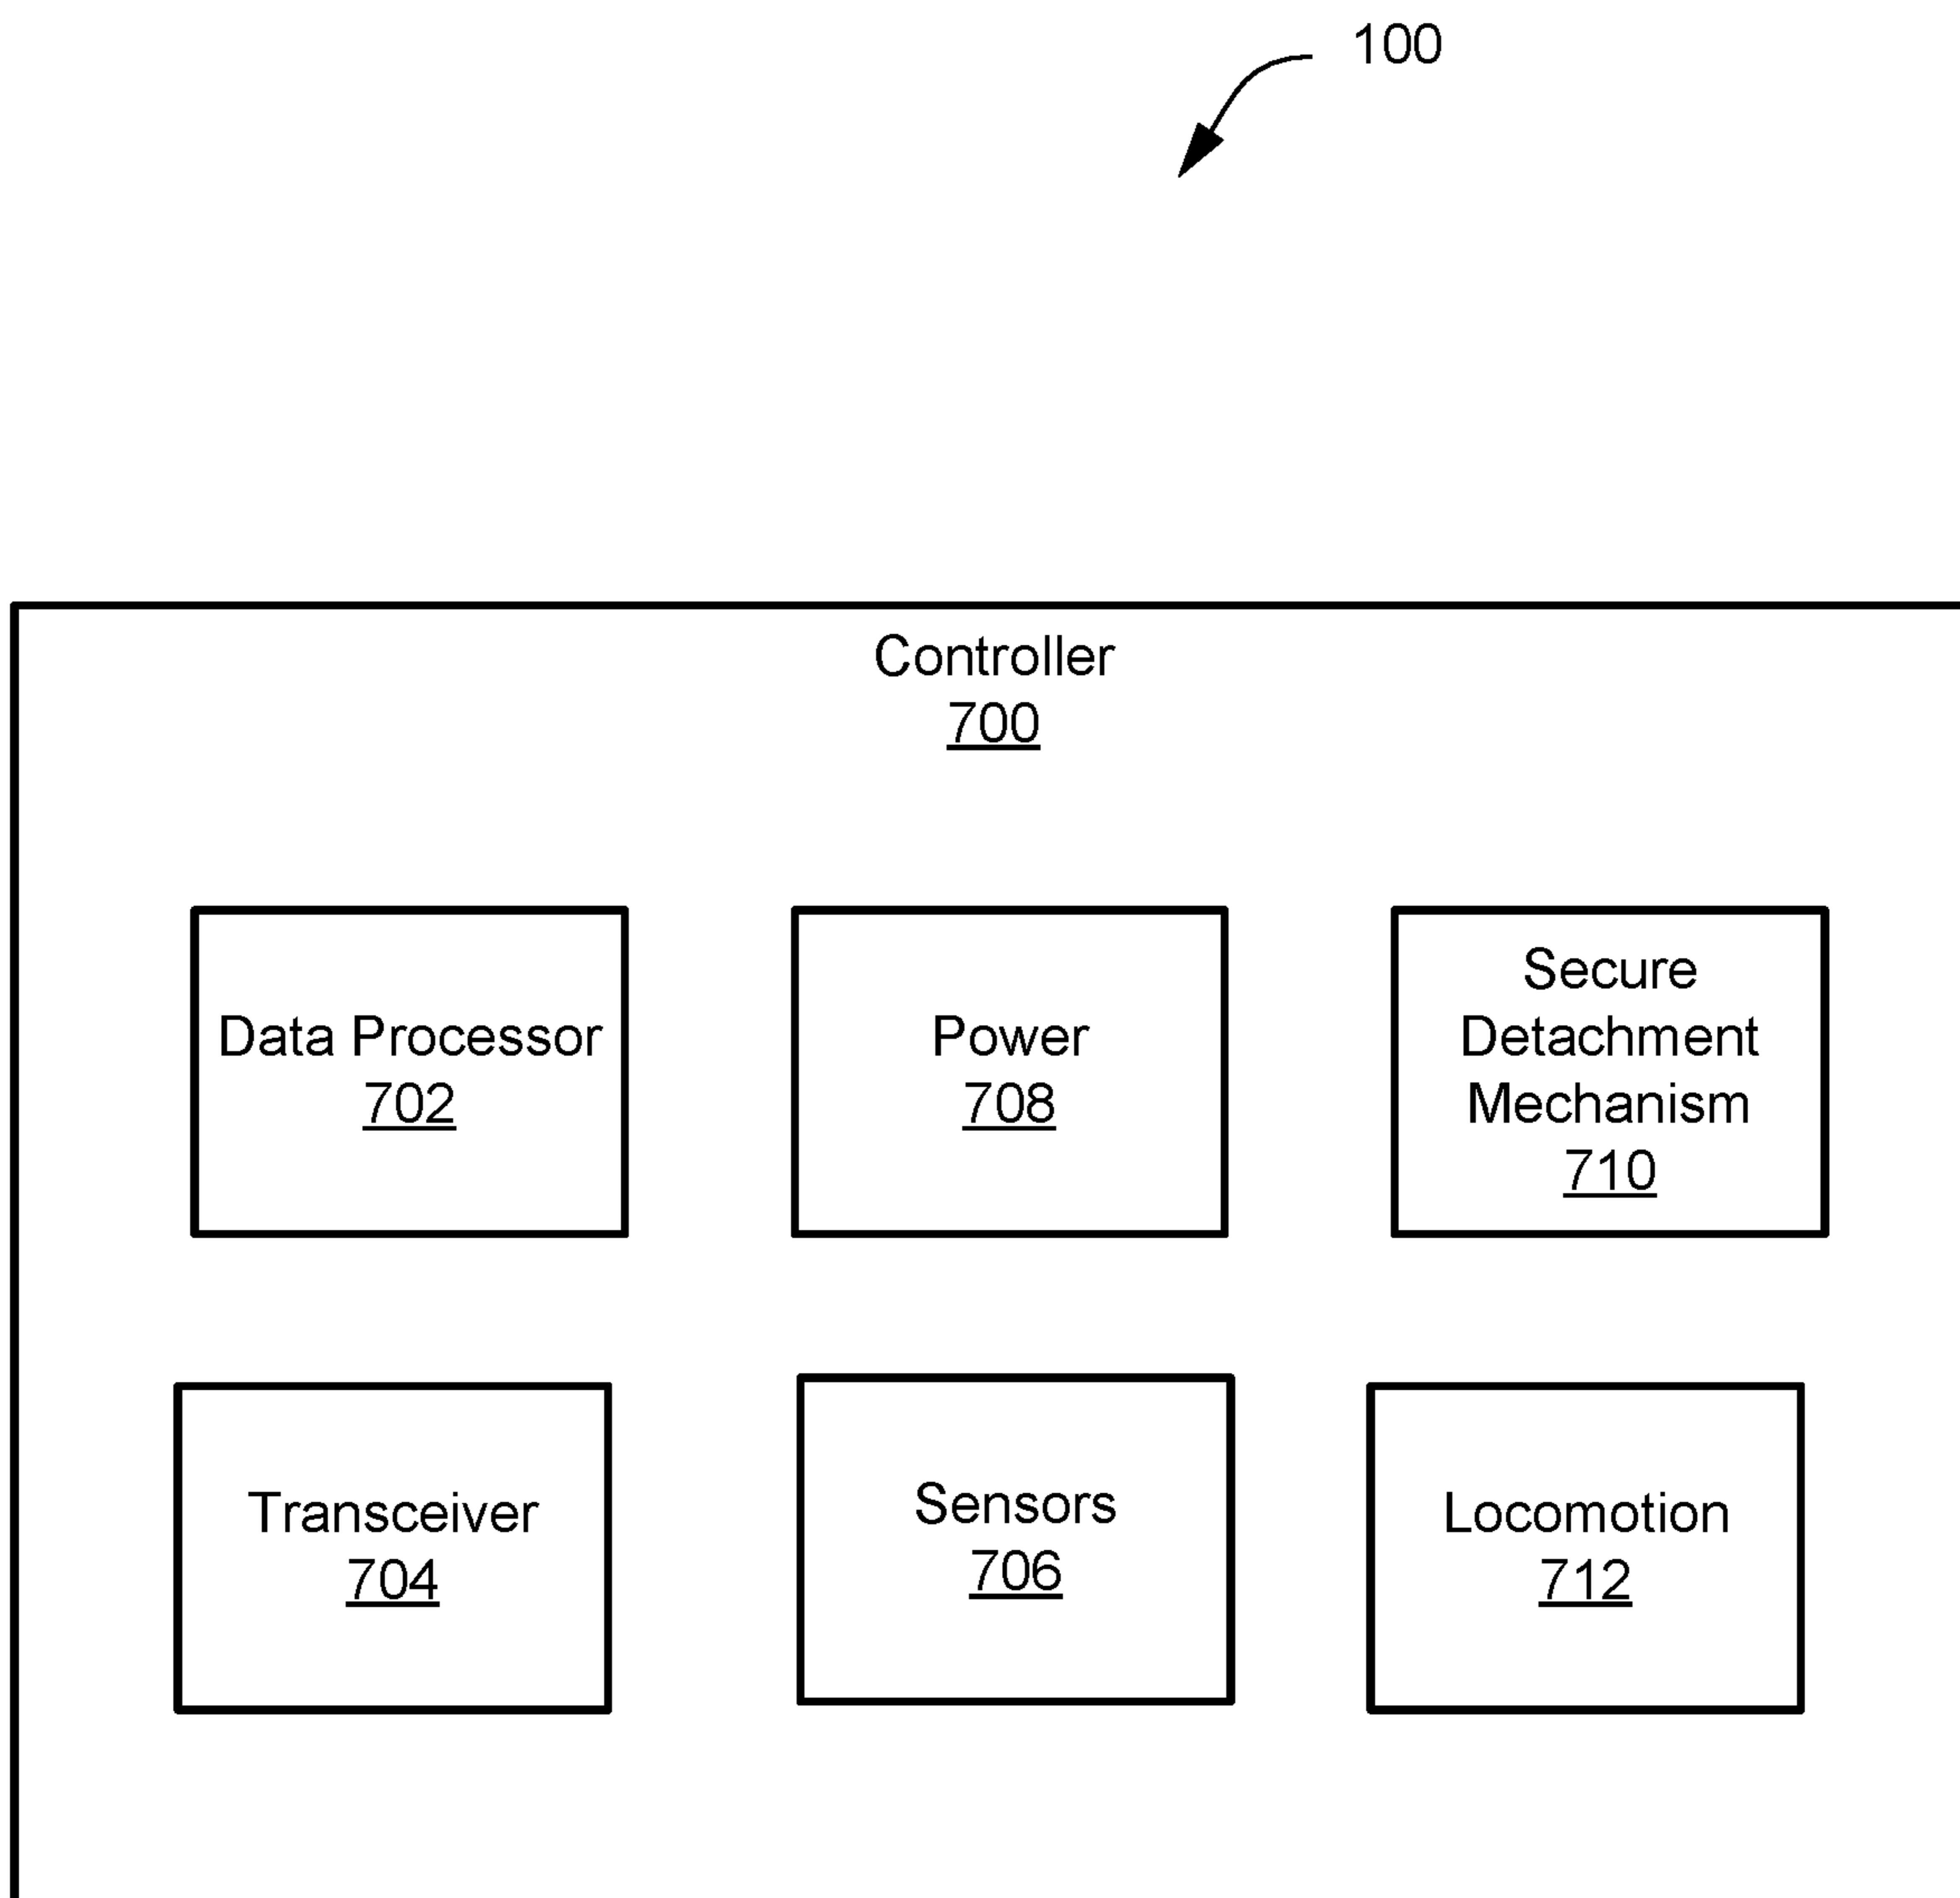 100
Controller
700
Data Processor
702
Power
708
Secure
Detachment
Mechanism
710
Transceiver
704
Sensors
706
Locomotion
712